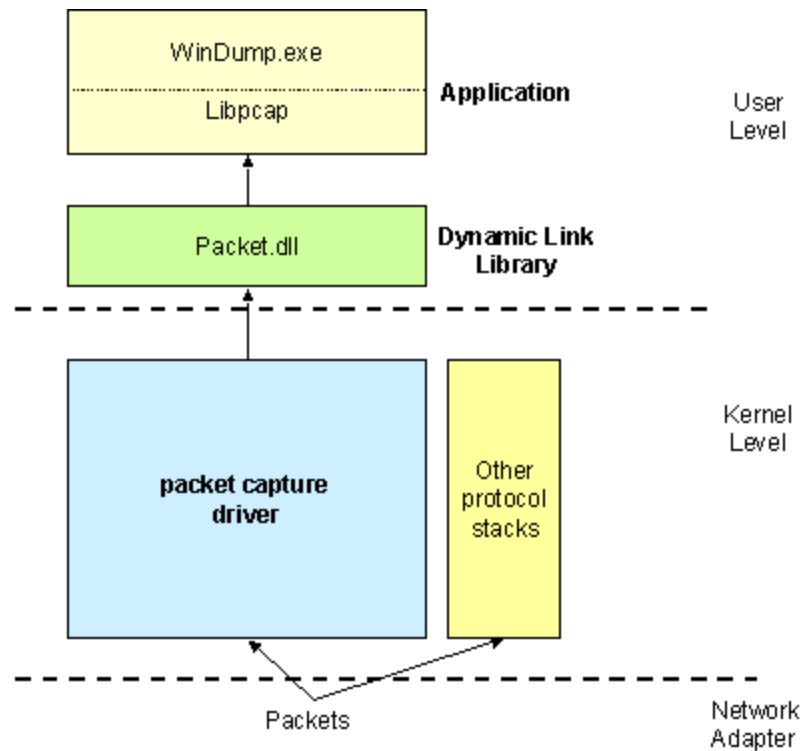 WinDump.exe
Libpcap
Application
User
Level
Packet.dll
Dynamic Link
Library
packet capture
driver
Other
protocol
stacks
Kernel
Level
Packets
Network
Adapter